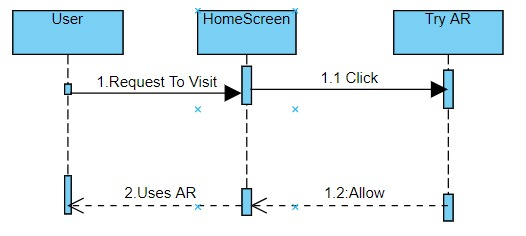 User
HomeScreen
Try AR
1.Request To Visit
1.1 Click
2.Uses AR
1.2:Allow